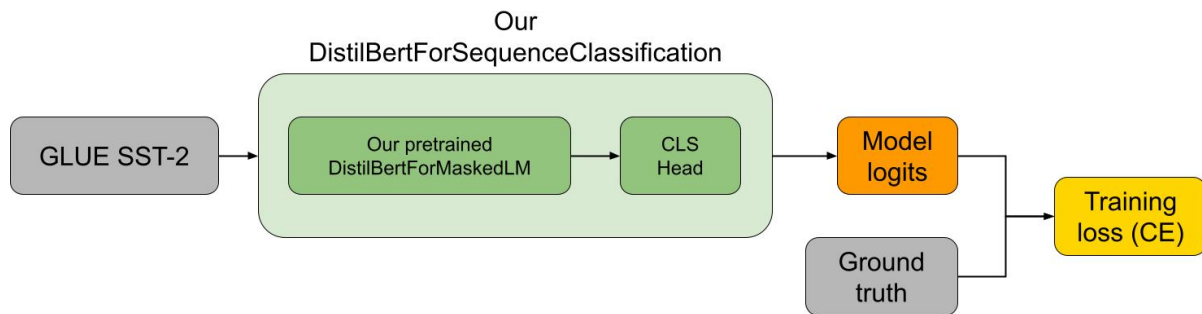 Our
DistilBertForSequenceClassification
GLUE SST-2
Our pretrained
DistilBertForMaskedLM
CLS
Head
Model
logits
Ground
truth
Training
loss (CE)